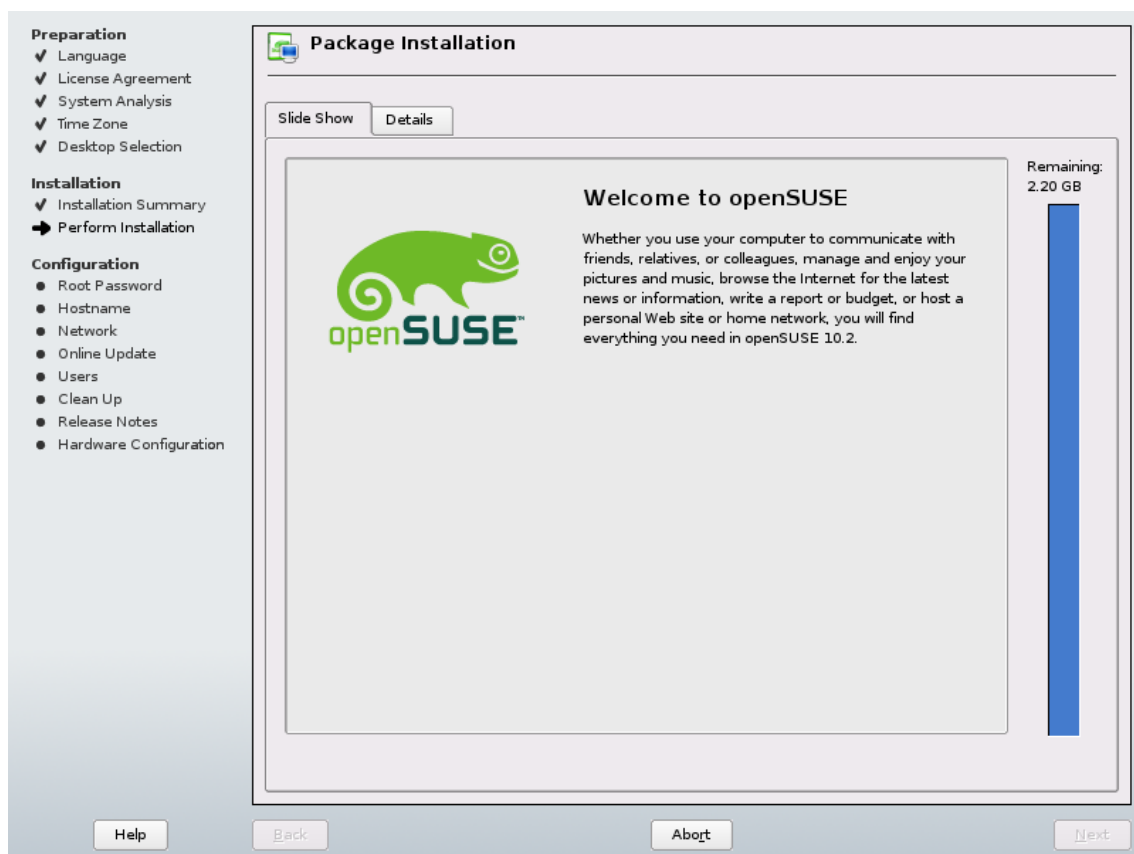 Preparation
Language
License Agreement
System Analysis
Time Zone
Desktop Selection
Installation
Installation Summary
Perform Installation
Configuration
Root Password
Hostname
Network
Online Update
Users
Clean Up
Release Notes
Hardware Configuration
Package Installation
Slide Show
Details
openSUSE™
Welcome to openSUSE
Whether you use your computer to communicate with
friends, relatives, or colleagues, manage and enjoy your
pictures and music, browse the Internet for the latest
news or information, write a report or budget, or host a
personal Web site or home network, you will find
everything you need in openSUSE 10.2.
Remaining:
2.20 GB
Help
Back
Abort
Next